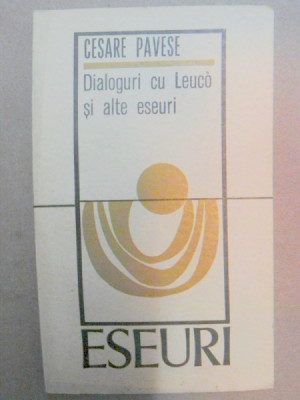 CESARE PAVESE
Dialoguri cu Leucò
și alte eseuri
ESEURI